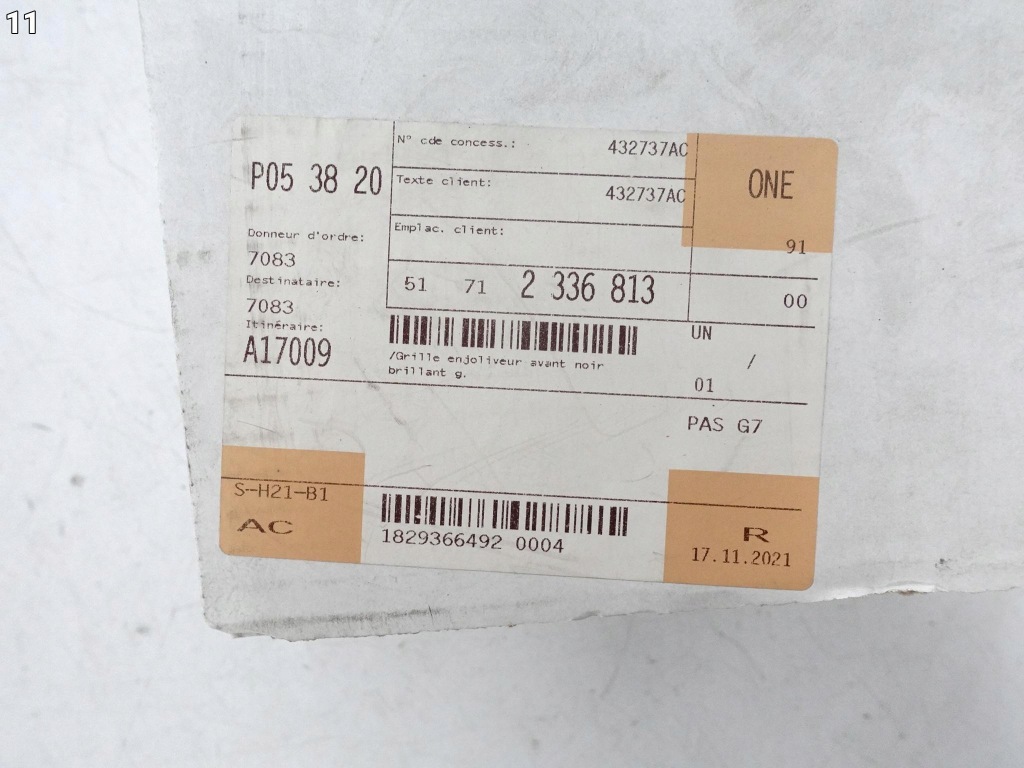 11
N° cde concess.: 432737AC
P05 38 20
ONE
Texte client: 432737AC
Emplac. client:
91
Donneur d'ordre:
7083
51 71 2 336 813
00
Destinataire:
7083
Itinéraire:
A17009
UN
/
/Grille enjoliveur avant noir
brillant g.
01
PAS G7
S-H21-B1
AC
1829366492 0004
R
17.11.2021